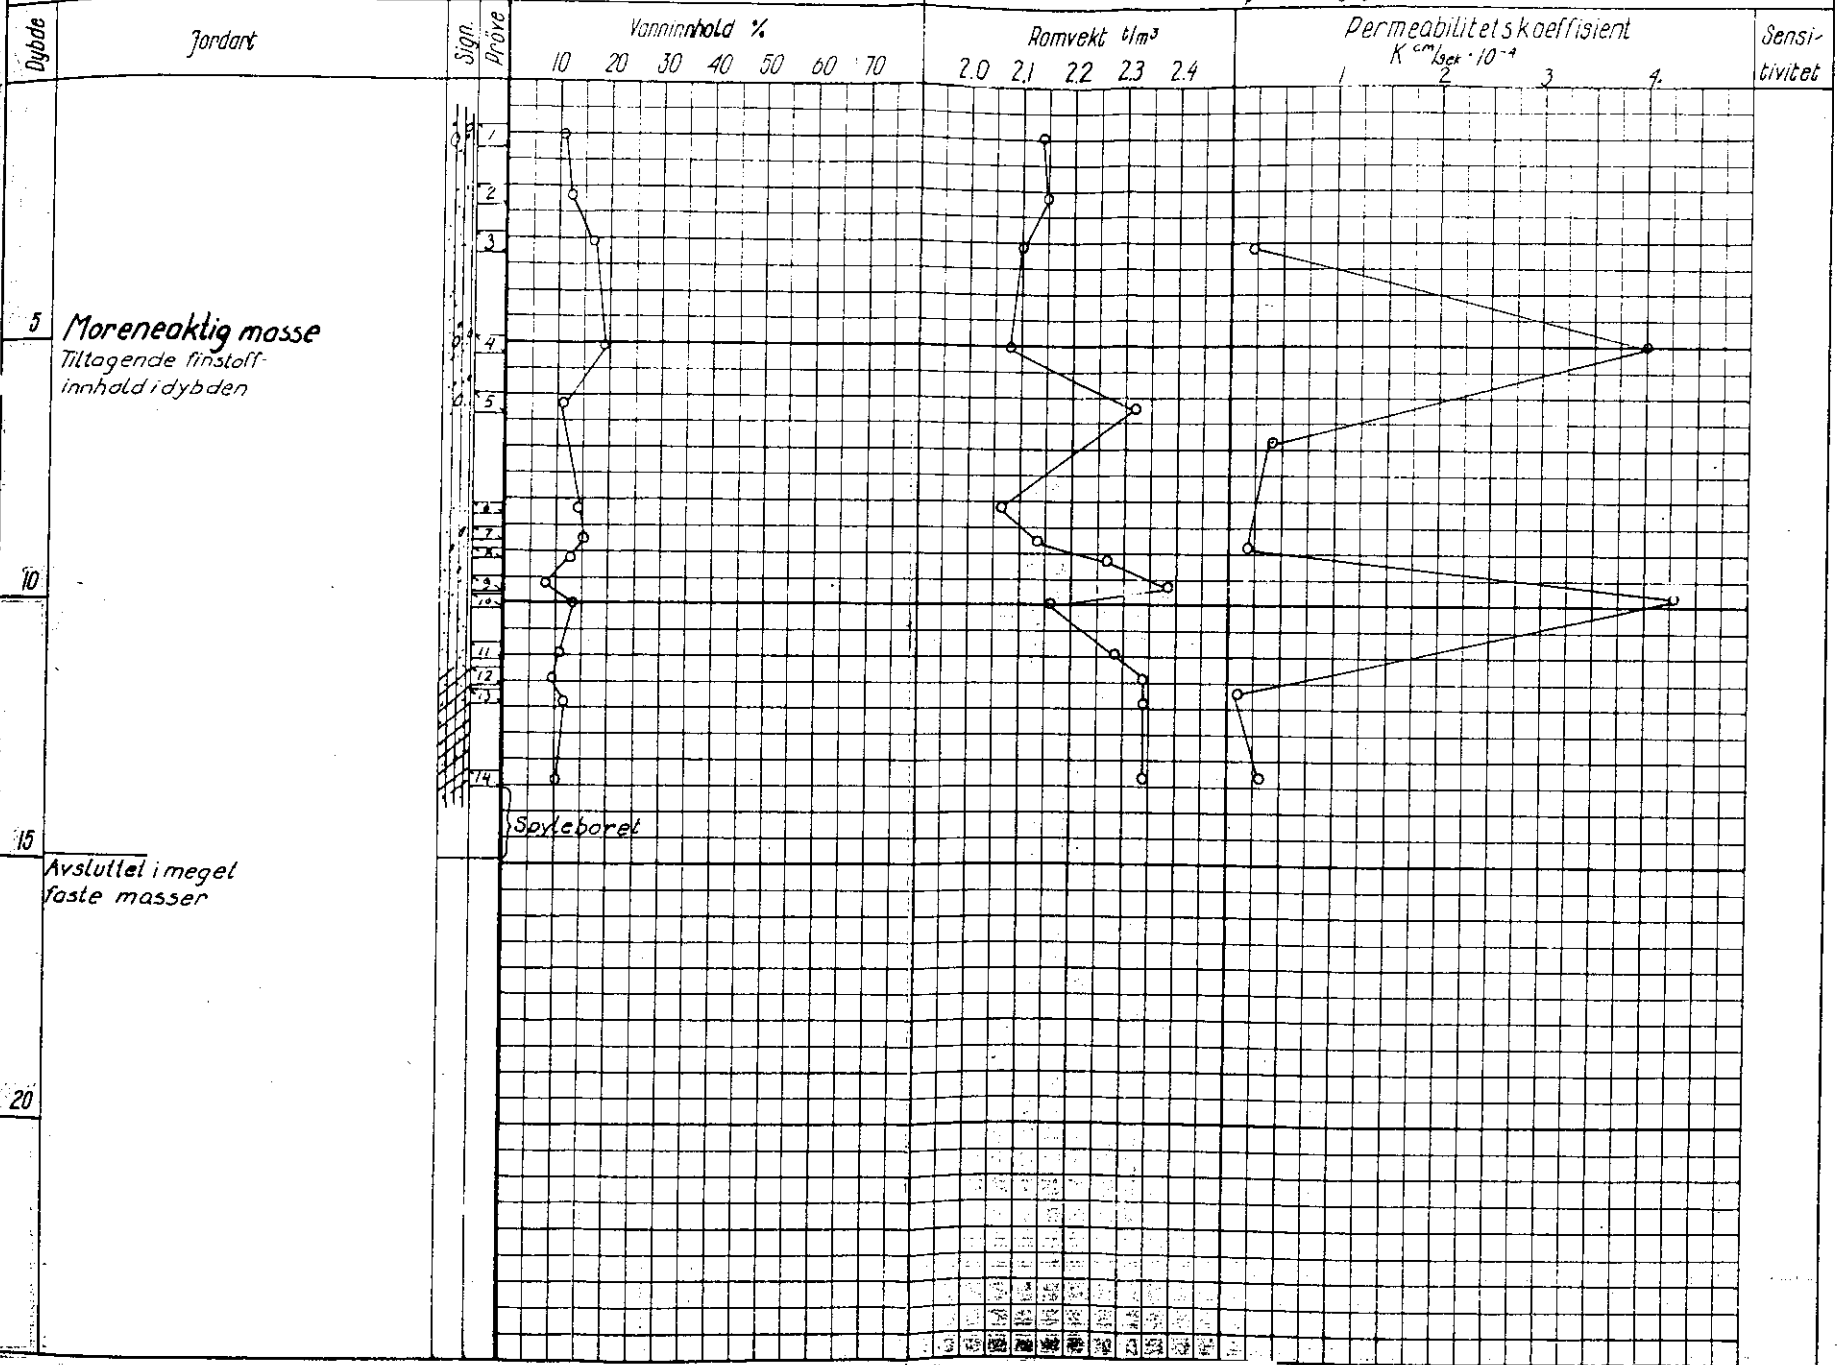 Dybde
Jordart
Sign.
Prøve
Vanninnhold %
10 20 30 40 50 60 70
Romvekt t/m³
2.0 2.1 2.2 2.3 2.4
Permeabilitetskoeffisient
K cm/sek · 10⁻⁴
1 2 3 4.
Sensi-
tivitet
1
2
3
5
Moreneaktig masse
Tiltagende finstoff-
innhold i dybden
4
5
6
7
8
9
10
10
11
12
13
14
Spyleboret
15
Avsluttet i meget
faste masser
20